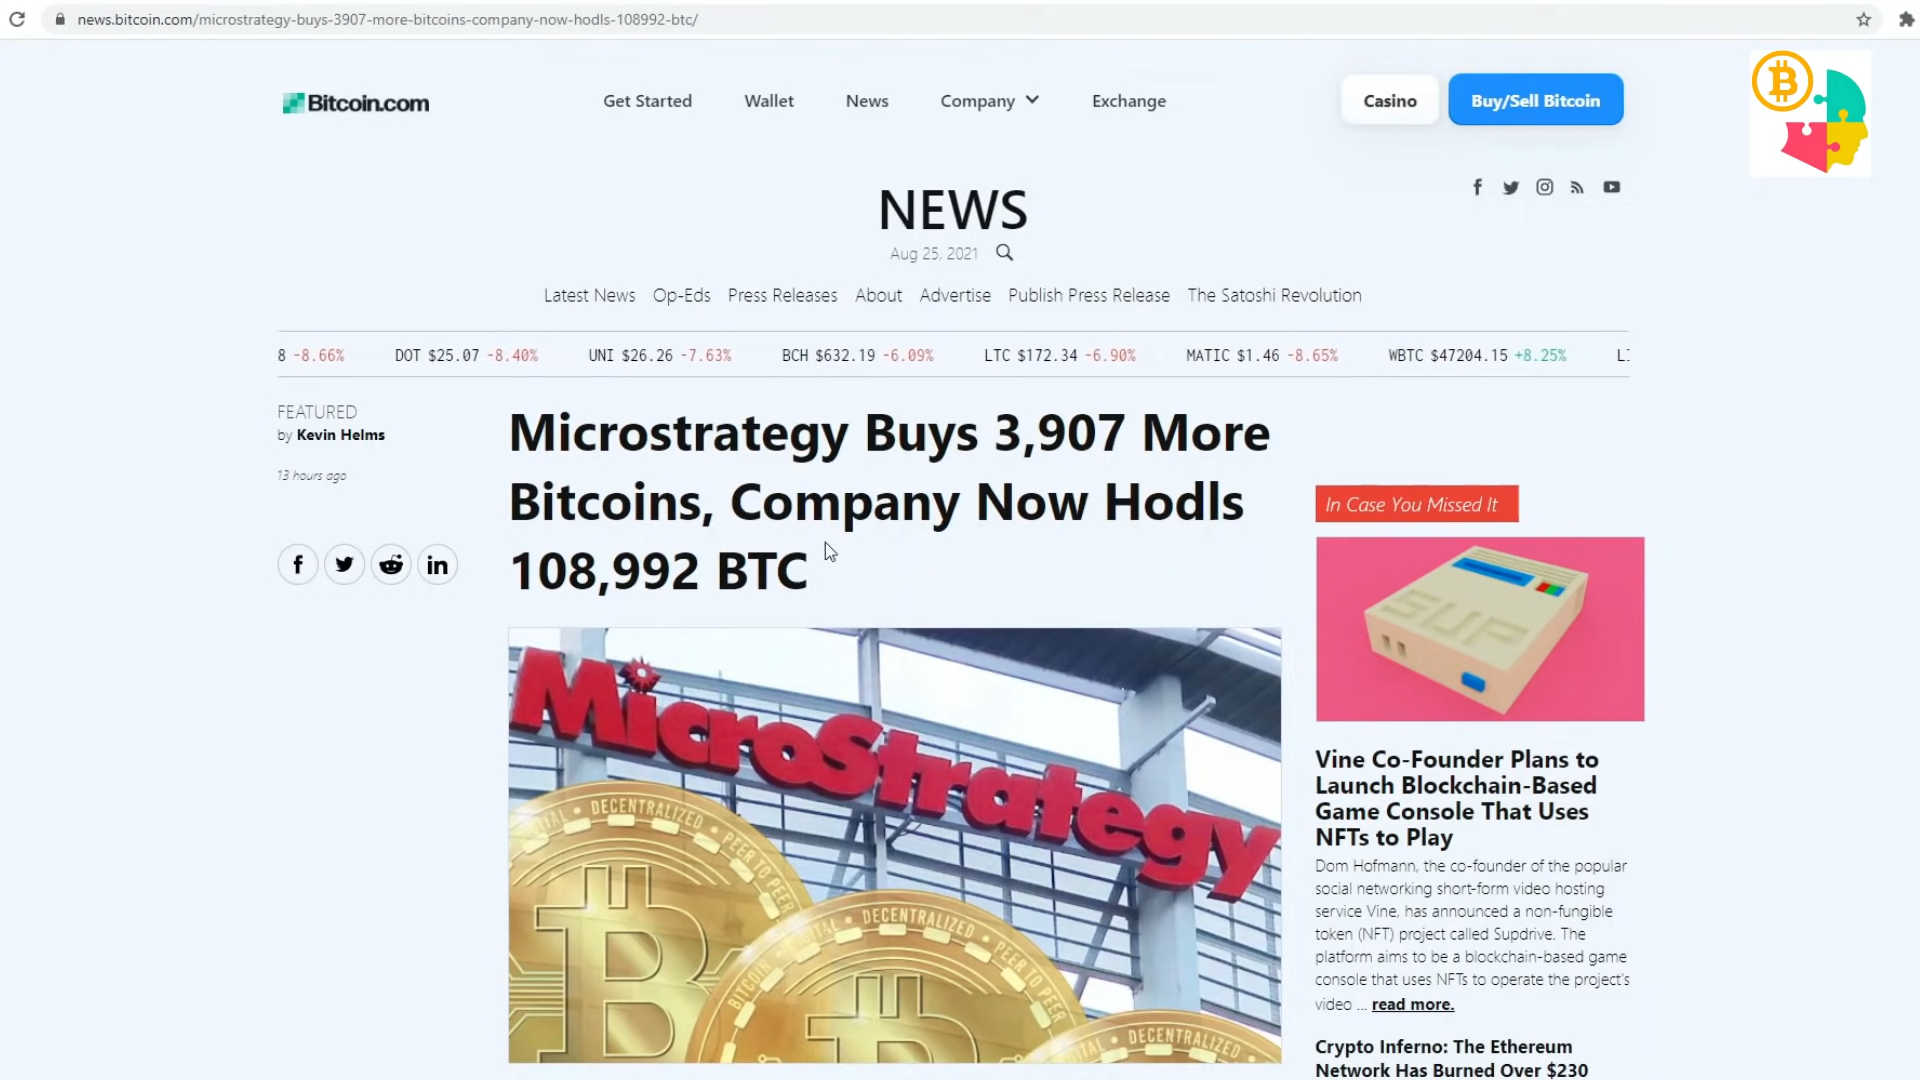 news.bitcoin.com/microstrategy-buys-3907-more-bitcoins-company-now-hodls-108992-btc/
Bitcoin.com
Get Started Wallet News Company Exchange
Casino
Buy/Sell Bitcoin
NEWS
Aug 25, 2021
Latest News Op-Eds Press Releases About Advertise Publish Press Release The Satoshi Revolution
8 -8.66% DOT $25.07 -8.40% UNI $26.26 -7.63% BCH $632.19 -6.09% LTC $172.34 -6.90% MATIC $1.46 -8.65% WBTC $47204.15 +8.25%
FEATURED
by Kevin Helms
13 hours ago
Microstrategy Buys 3,907 More
Bitcoins, Company Now Hodls
108,992 BTC
MicroStrategy
DECENTRALIZED PEER TO PEER
BITCOIN DECENTRALIZED PEER TO PEER
DECENTRALIZED
In Case You Missed It
SUP
Vine Co-Founder Plans to
Launch Blockchain-Based
Game Console That Uses
NFTs to Play
Dom Hofmann, the co-founder of the popular
social networking short-form video hosting
service Vine, has announced a non-fungible
token (NFT) project called Supdrive. The
platform aims to be a blockchain-based game
console that uses NFTs to operate the project's
video ... read more.
Crypto Inferno: The Ethereum
Network Has Burned Over $230